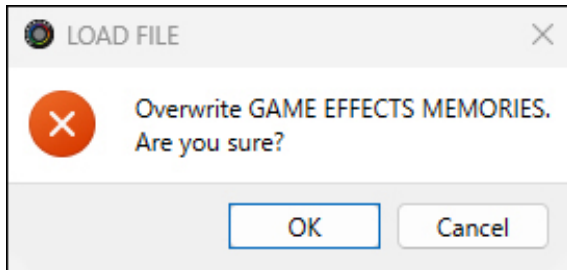 LOAD FILE
Overwrite GAME EFFECTS MEMORIES.
Are you sure?
OK
Cancel